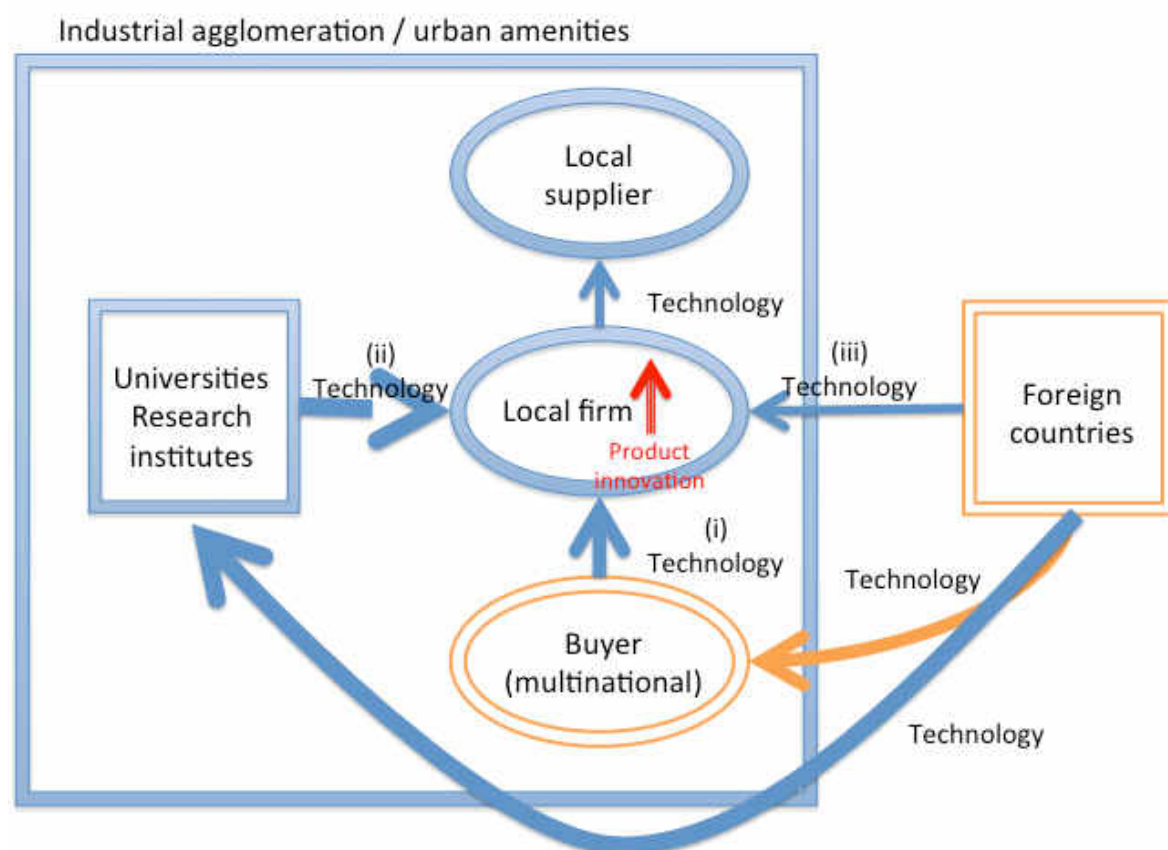 Industrial agglomeration / urban amenities
Local
supplier
Technology
(ii)
Technology
Universities
Research
institutes
Local firm
Product
innovation
(iii)
Technology
Foreign
countries
(i)
Technology
Buyer
(multinational)
Technology
Technology